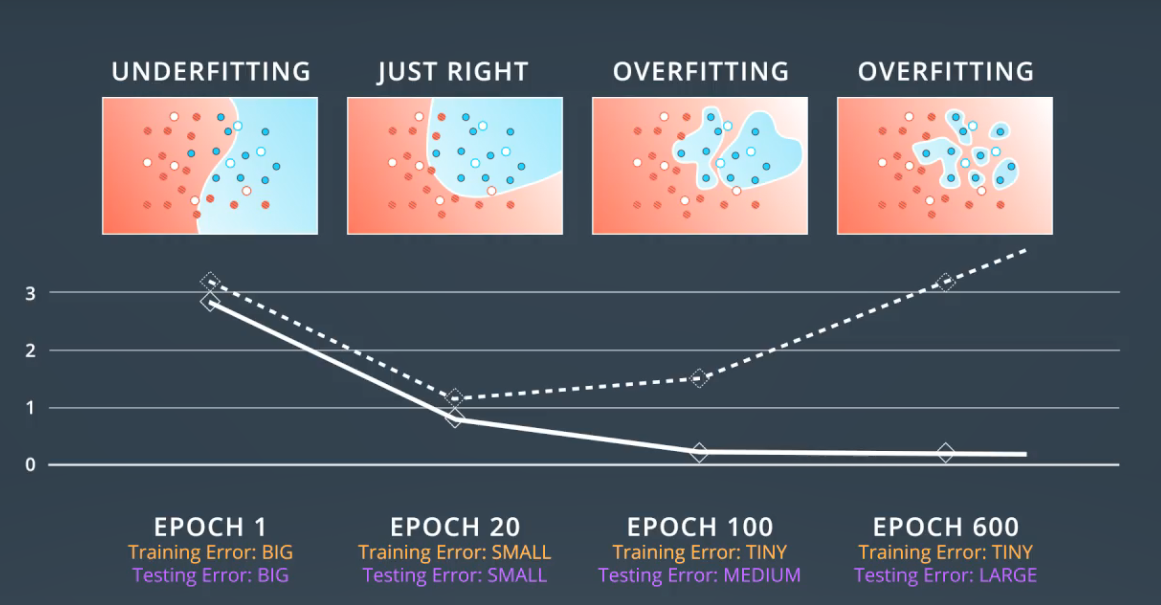 UNDERFITTING
JUST RIGHT
OVERFITTING
OVERFITTING
3
2
1
0
EPOCH 1
Training Error: BIG
Testing Error: BIG
EPOCH 20
Training Error: SMALL
Testing Error: SMALL
EPOCH 100
Training Error: TINY
Testing Error: MEDIUM
EPOCH 600
Training Error: TINY
Testing Error: LARGE